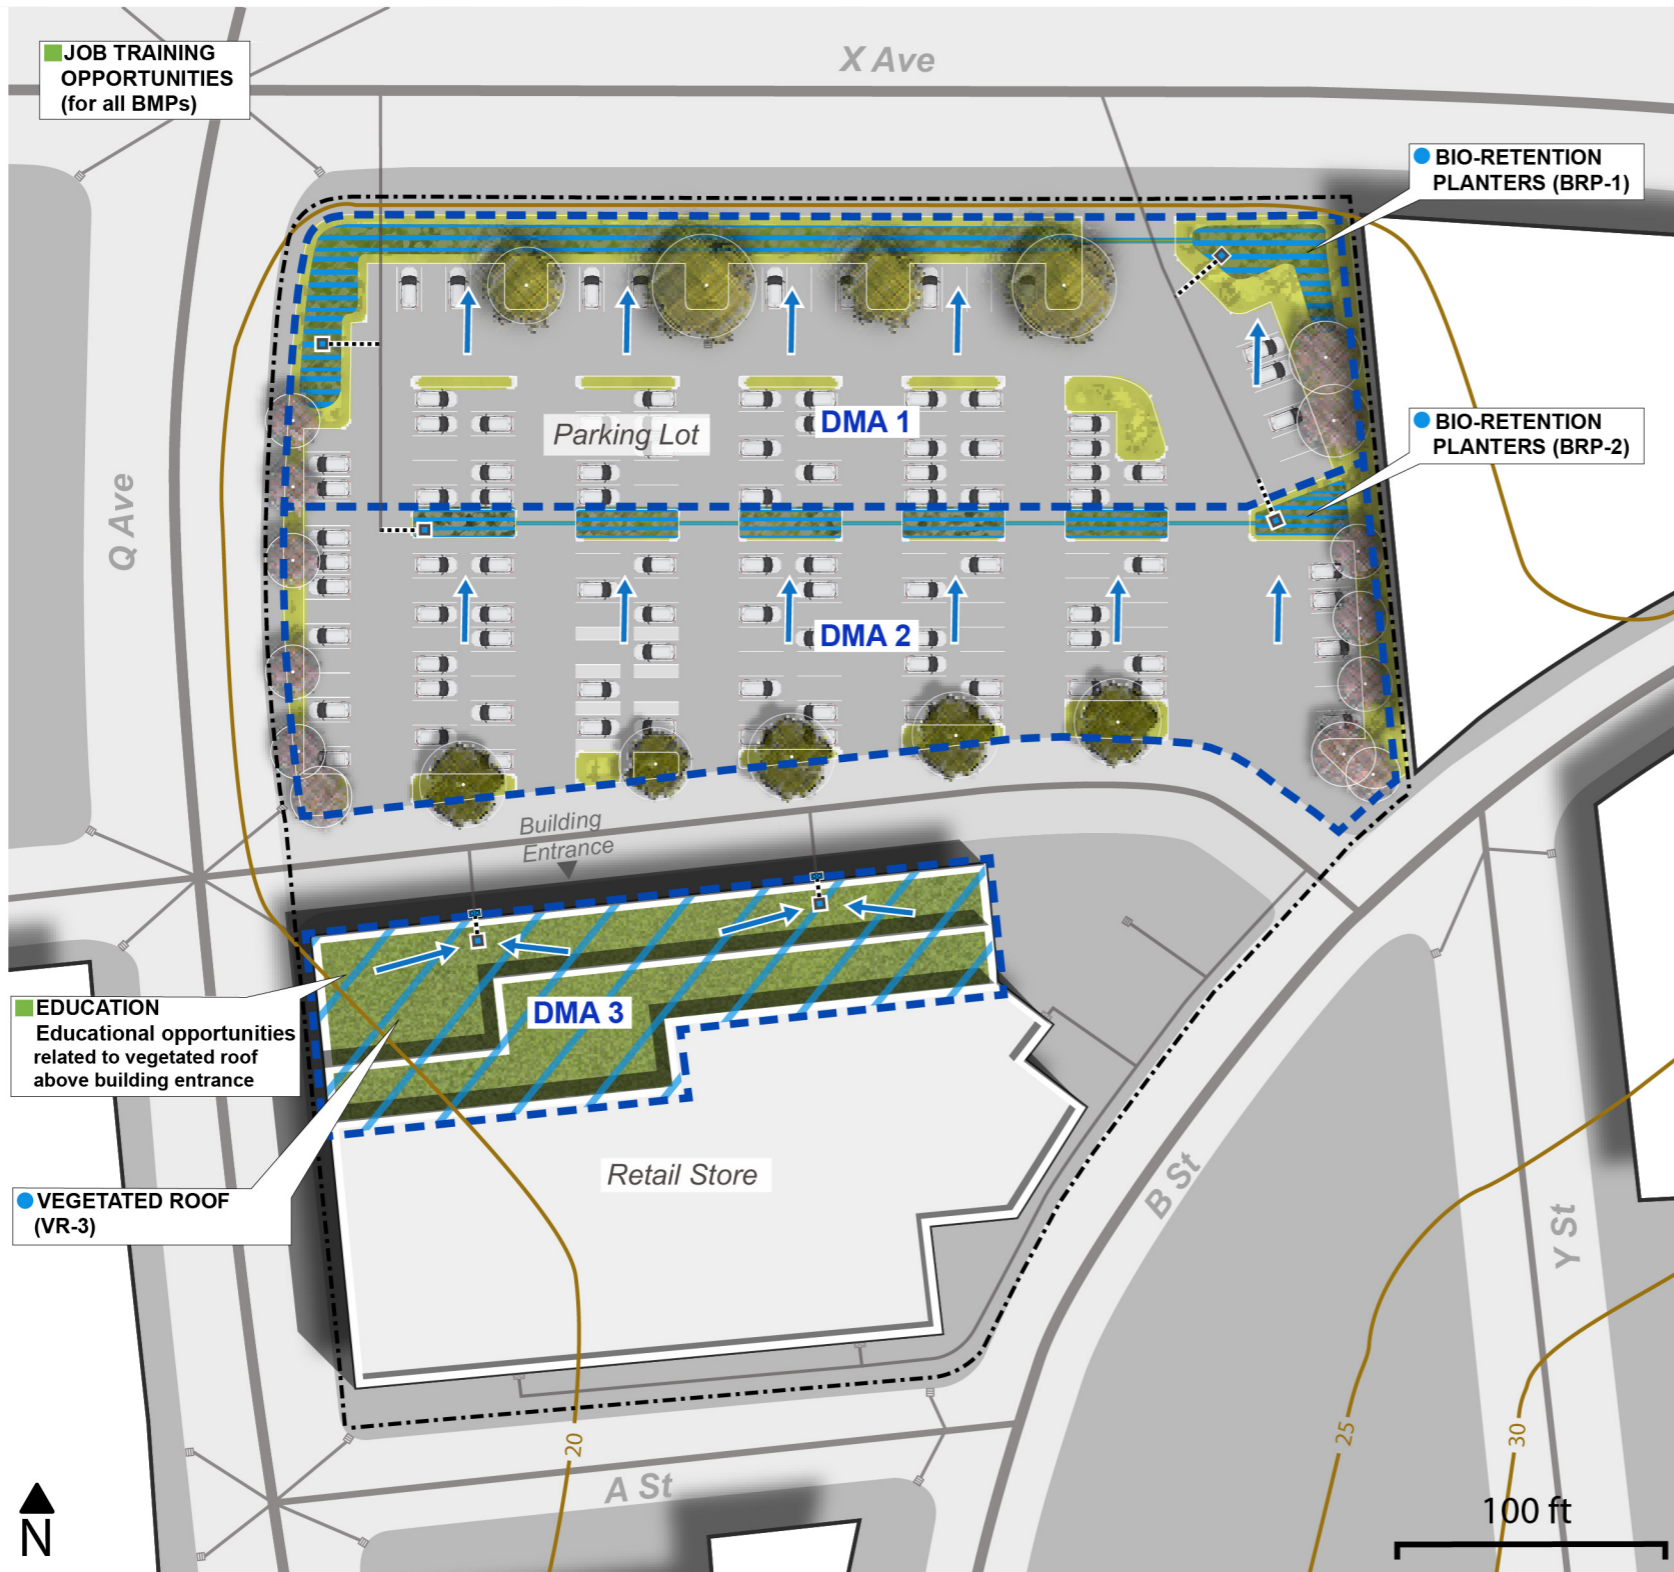 JOB TRAINING
OPPORTUNITIES
(for all BMPs)
X Ave
BIO-RETENTION
PLANTERS (BRP-1)
BIO-RETENTION
PLANTERS (BRP-2)
DMA 1
Parking Lot
Q Ave
DMA 2
Building
Entrance
DMA 3
EDUCATION
Educational opportunities
related to vegetated roof
above building entrance
Retail Store
VEGETATED ROOF
(VR-3)
B St
Y St
20
25
30
A St
100 ft
N